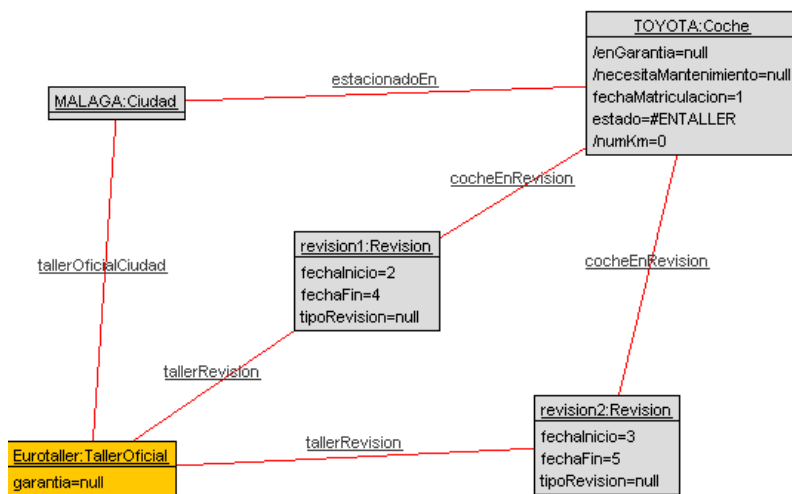 TOYOTA:Coche
/enGarantia=null
/necesitaMantenimiento=null
fechaMatriculacion=1
estado=#ENTALLER
/numKm=0
estacionadoEn
MALAGA:Ciudad
cocheEnRevision
revision1:Revision
fechaInicio=2
fechaFin=4
tipoRevision=null
tallerOficialCiudad
cocheEnRevision
tallerRevision
revision2:Revision
fechaInicio=3
fechaFin=5
tipoRevision=null
tallerRevision
Eurotaller:TallerOficial
garantia=null